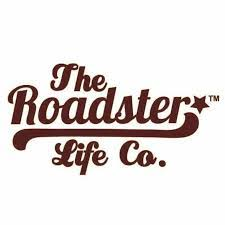 The
Roadster™
Life Co.